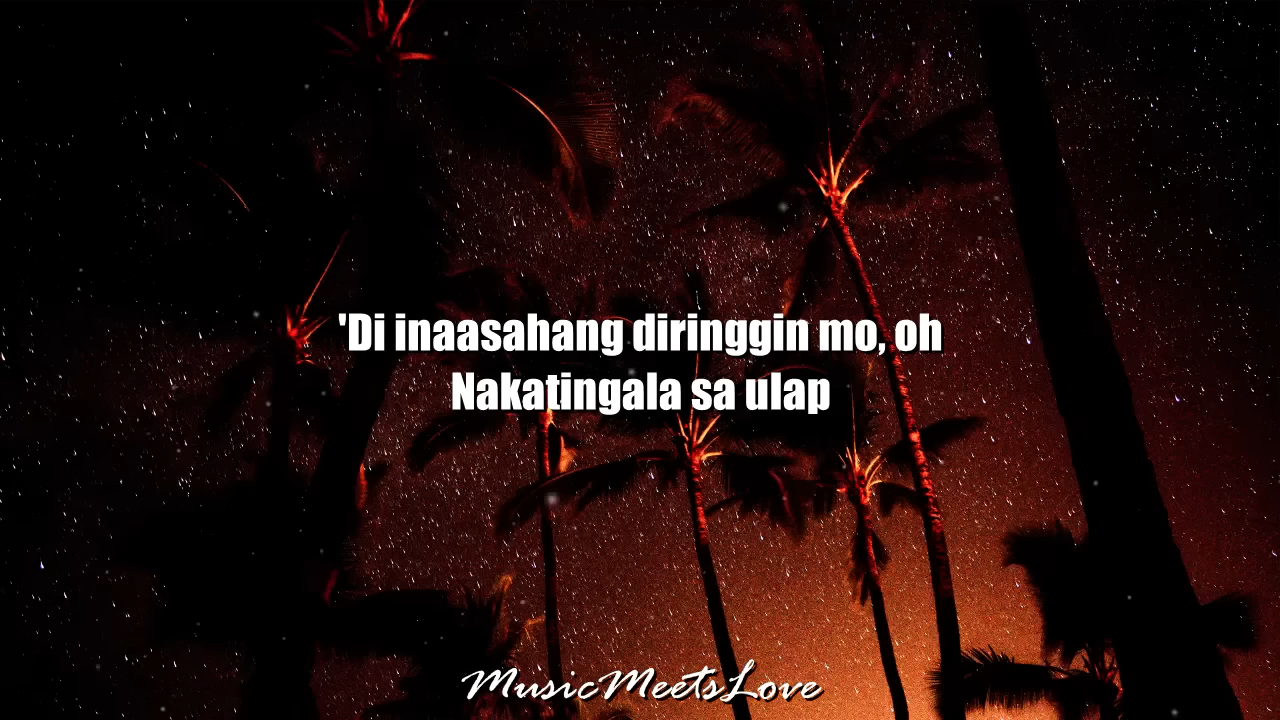 'Di inaasahang diringgin mo, oh
Nakatingala sa ulap
MusicMeetsLove